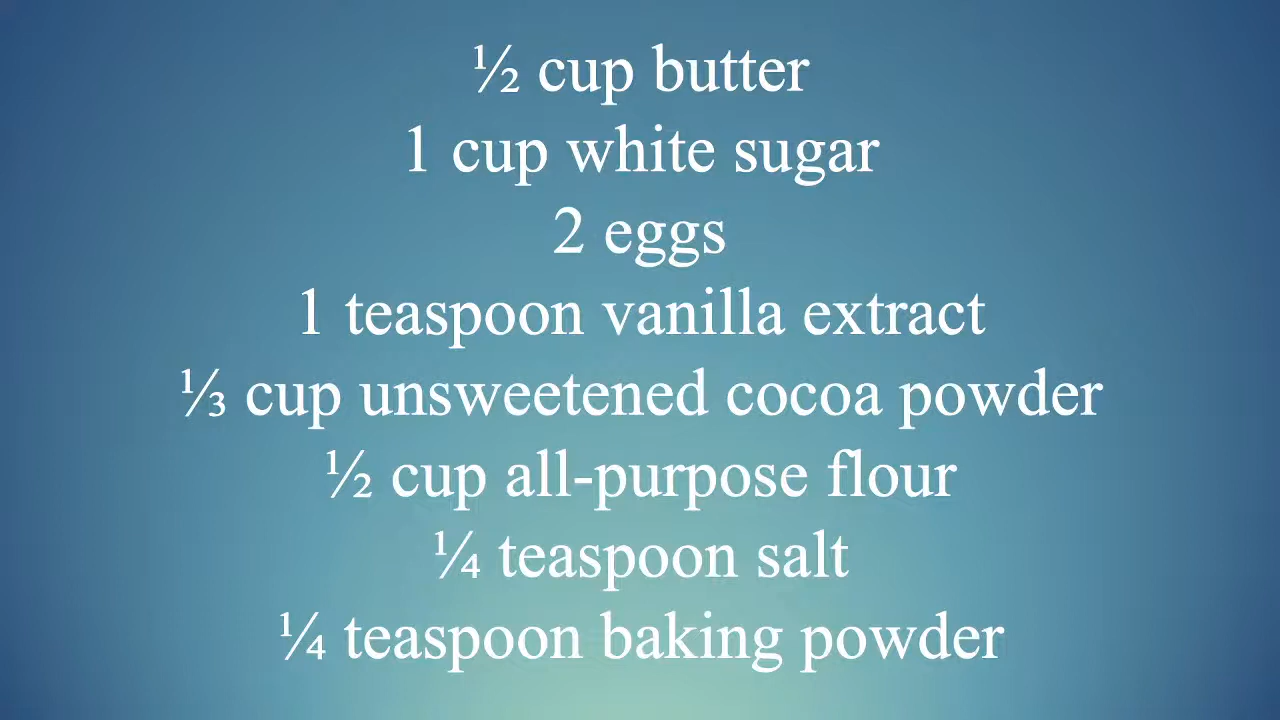 ½ cup butter
1 cup white sugar
2 eggs
1 teaspoon vanilla extract
⅓ cup unsweetened cocoa powder
½ cup all-purpose flour
¼ teaspoon salt
¼ teaspoon baking powder